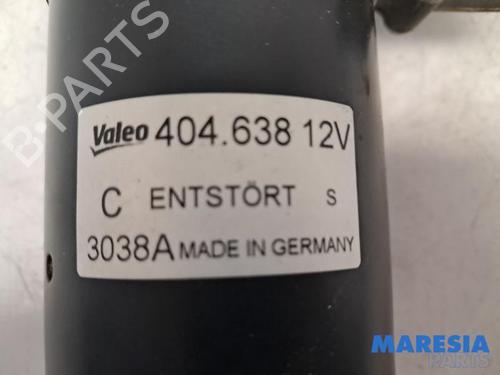 B-PARTS
Valeo 404.638 12V
C ENTSTÖRT S
3038A MADE IN GERMANY
MARESIA
PARTS